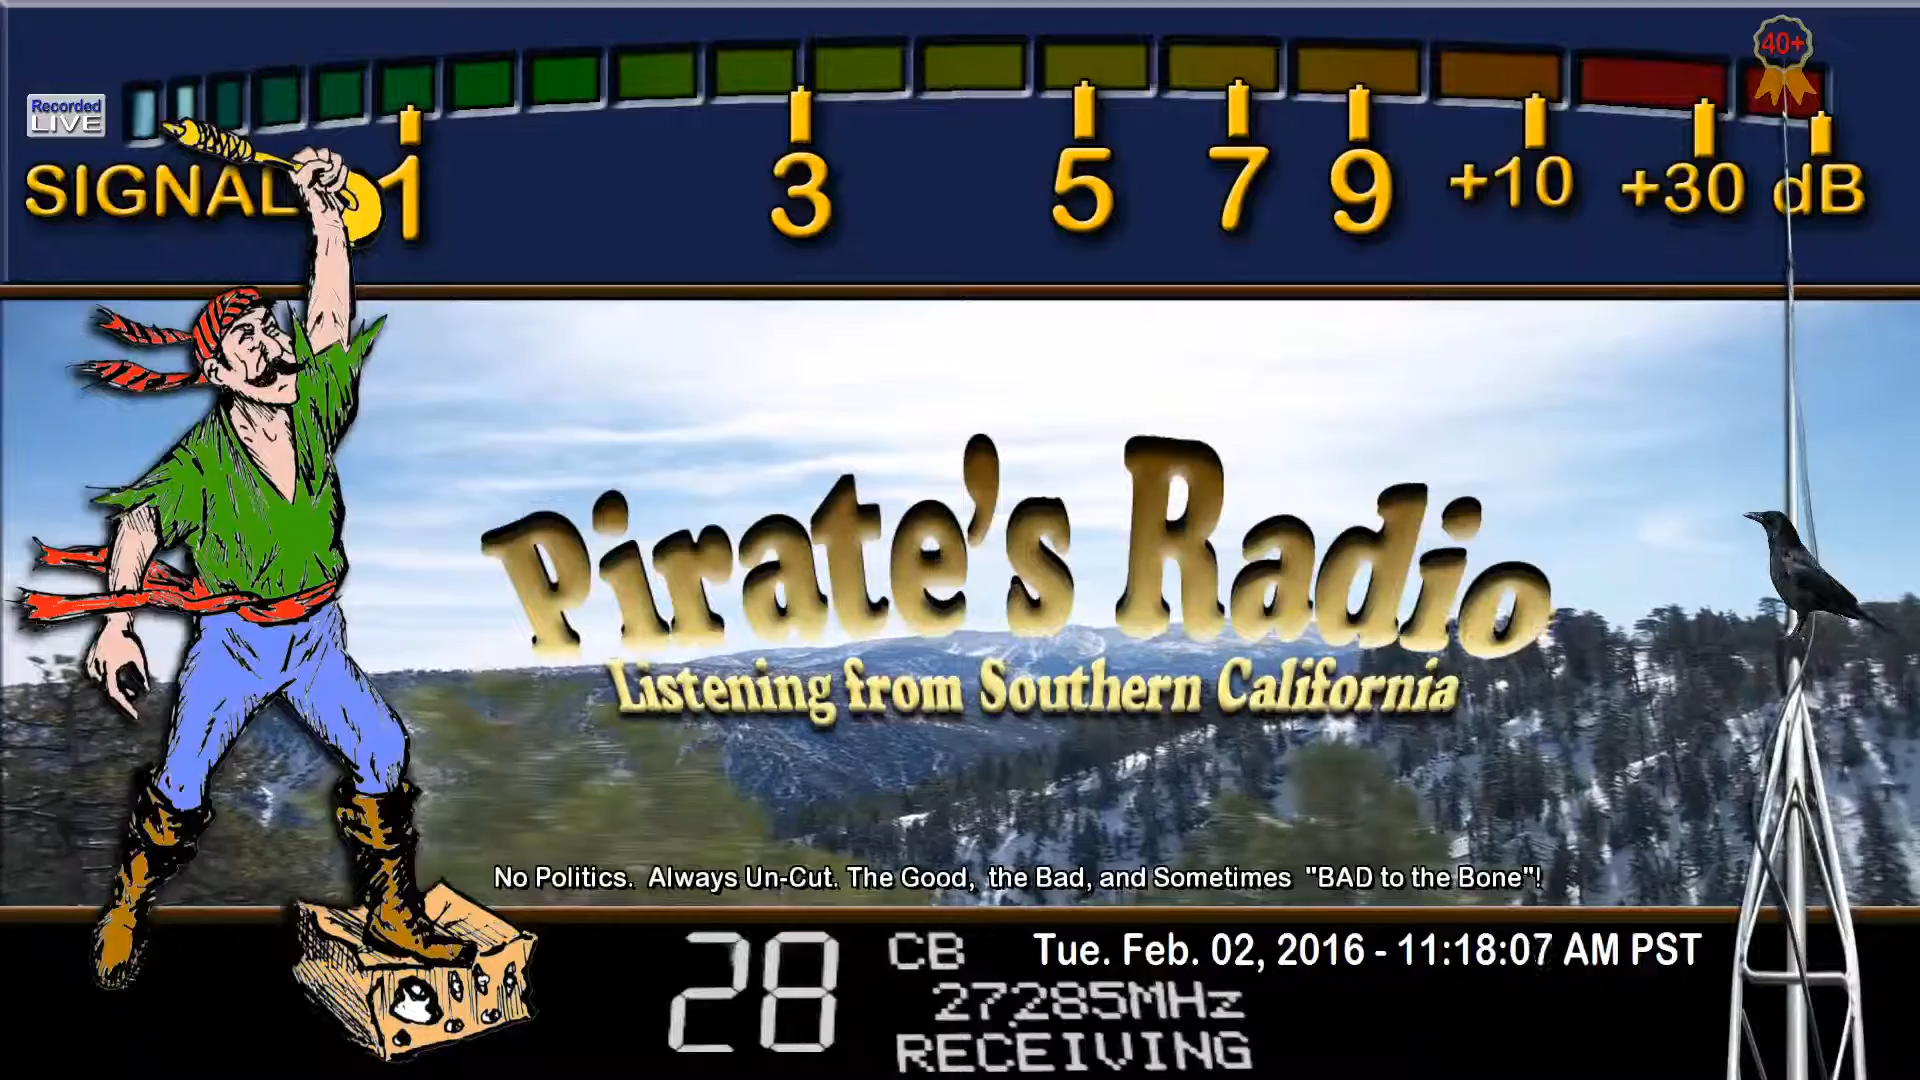 40+
Recorded
LIVE
SIGNAL 1 3 5 7 9 +10 +30 dB
Pirate's Radio
Listening from Southern California
No Politics. Always Un-Cut. The Good, the Bad, and Sometimes "BAD to the Bone"!
28 CB Tue. Feb. 02, 2016 - 11:18:07 AM PST
27.285MHz
RECEIVING